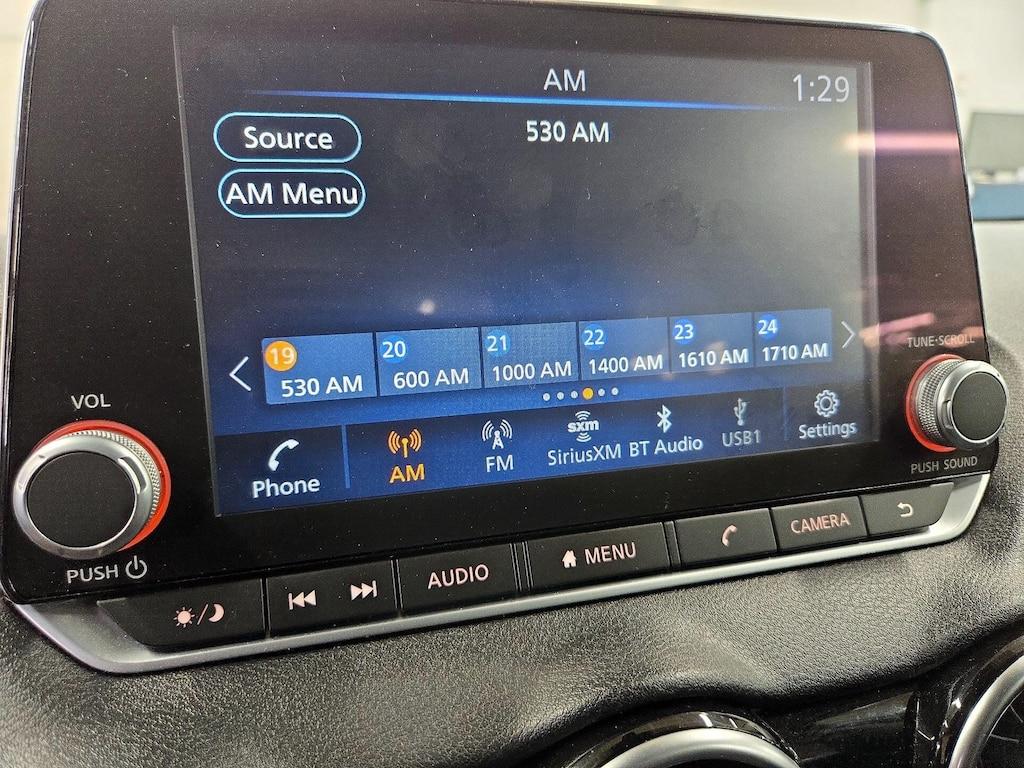 AM
1:29
Source
530 AM
AM Menu
19
530 AM
20
600 AM
21
1000 AM
22
1400 AM
23
1610 AM
24
1710 AM
TUNE·SCROLL
VOL
Phone
AM
FM
sxm
SiriusXM
BT Audio
USB1
Settings
PUSH SOUND
PUSH
AUDIO
MENU
CAMERA